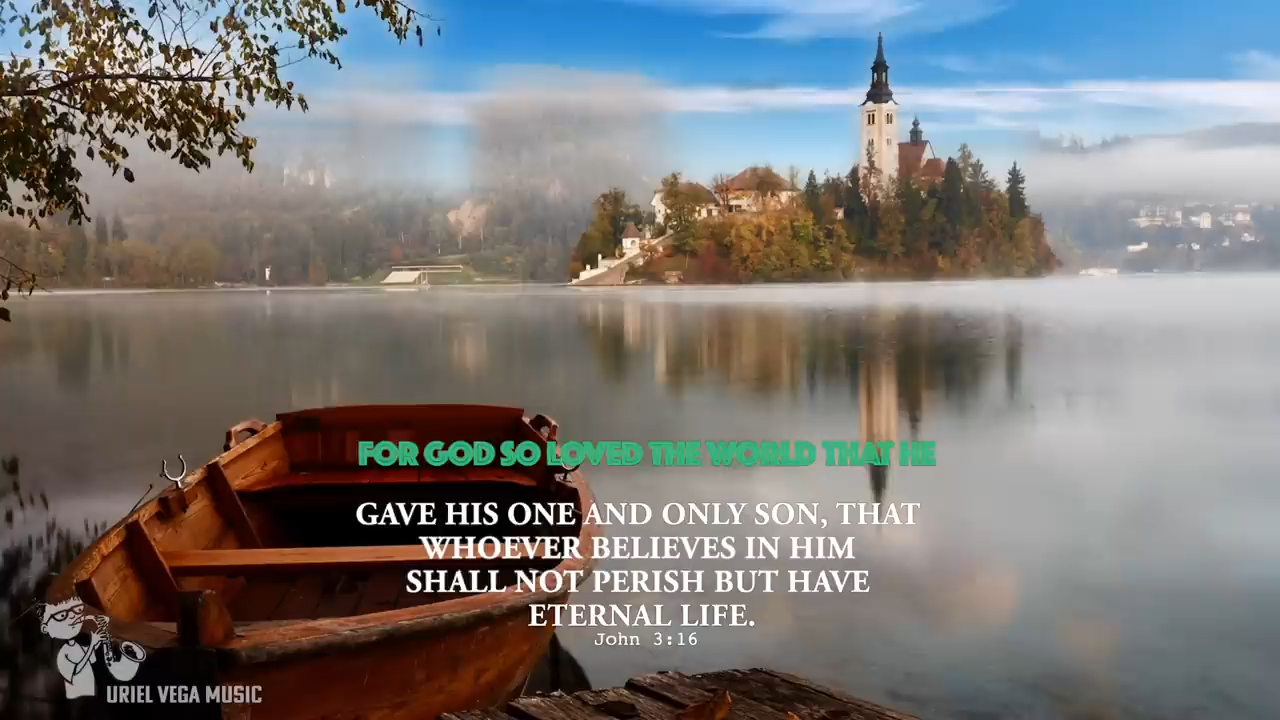 FOR GOD SO LOVED THE WORLD THAT HE
GAVE HIS ONE AND ONLY SON, THAT
WHOEVER BELIEVES IN HIM
SHALL NOT PERISH BUT HAVE
ETERNAL LIFE.
John 3:16
URIEL VEGA MUSIC